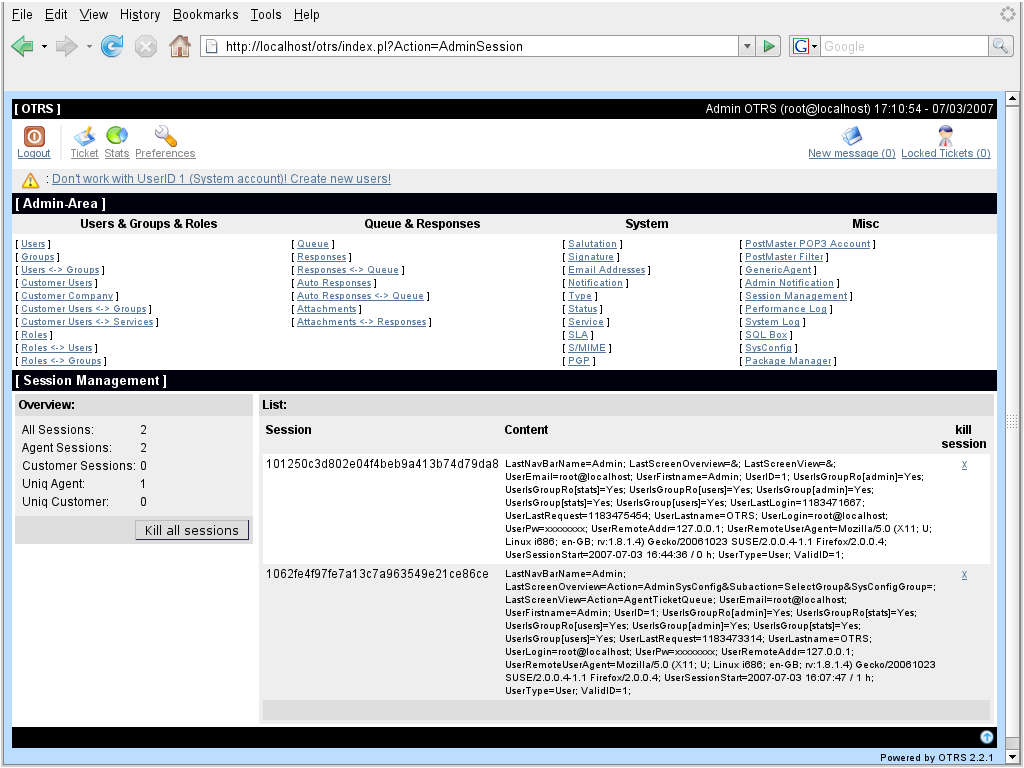 File Edit View History Bookmarks Tools Help
http://localhost/otrs/index.pl?Action=AdminSession
G Google
[ OTRS ]
Admin OTRS (root@localhost) 17:10:54 - 07/03/2007
Logout Ticket Stats Preferences
New message (0) Locked Tickets (0)
: Don't work with UserID 1 (System account)! Create new users!
[ Admin-Area ]
Users & Groups & Roles
[ Users ]
[ Groups ]
[ Users <-> Groups ]
[ Customer Users ]
[ Customer Company ]
[ Customer Users <-> Groups ]
[ Customer Users <-> Services ]
[ Roles ]
[ Roles <-> Users ]
[ Roles <-> Groups ]
Queue & Responses
[ Queue ]
[ Responses ]
[ Responses <-> Queue ]
[ Auto Responses ]
[ Auto Responses <-> Queue ]
[ Attachments ]
[ Attachments <-> Responses ]
System
[ Salutation ]
[ Signature ]
[ Email Addresses ]
[ Notification ]
[ Type ]
[ Status ]
[ Service ]
[ SLA ]
[ S/MIME ]
[ PGP ]
Misc
[ PostMaster POP3 Account ]
[ PostMaster Filter ]
[ GenericAgent ]
[ Admin Notification ]
[ Session Management ]
[ Performance Log ]
[ System Log ]
[ SQL Box ]
[ SysConfig ]
[ Package Manager ]
[ Session Management ]
Overview:
All Sessions: 2
Agent Sessions: 2
Customer Sessions: 0
Uniq Agent: 1
Uniq Customer: 0
Kill all sessions
List:
Session
Content
kill
session
101250c3d802e04f4beb9a413b74d79da8
LastNavBarName=Admin; LastScreenOverview=&; LastScreenView=&;
UserEmail=root@localhost; UserFirstname=Admin; UserID=1; UserIsGroupRo[admin]=Yes;
UserIsGroupRo[stats]=Yes; UserIsGroupRo[users]=Yes; UserIsGroup[admin]=Yes;
UserIsGroup[stats]=Yes; UserIsGroup[users]=Yes; UserLastLogin=1183471667;
UserLastRequest=1183475454; UserLastname=OTRS; UserLogin=root@localhost;
UserPw=xxxxxxxx; UserRemoteAddr=127.0.0.1; UserRemoteUserAgent=Mozilla/5.0 (X11; U;
Linux i686; en-GB; rv:1.8.1.4) Gecko/20061023 SUSE/2.0.0.4-1.1 Firefox/2.0.0.4;
UserSessionStart=2007-07-03 16:44:36 / 0 h; UserType=User; ValidID=1;
x
1062fe4f97fe7a13c7a963549e21ce86ce
LastNavBarName=Admin;
LastScreenOverview=Action=AdminSysConfig&Subaction=SelectGroup&SysConfigGroup=;
LastScreenView=Action=AgentTicketQueue; UserEmail=root@localhost;
UserFirstname=Admin; UserID=1; UserIsGroupRo[admin]=Yes; UserIsGroupRo[stats]=Yes;
UserIsGroupRo[users]=Yes; UserIsGroup[admin]=Yes; UserIsGroup[stats]=Yes;
UserIsGroup[users]=Yes; UserLastRequest=1183473314; UserLastname=OTRS;
UserLogin=root@localhost; UserPw=xxxxxxxx; UserRemoteAddr=127.0.0.1;
UserRemoteUserAgent=Mozilla/5.0 (X11; U; Linux i686; en-GB; rv:1.8.1.4) Gecko/20061023
SUSE/2.0.0.4-1.1 Firefox/2.0.0.4; UserSessionStart=2007-07-03 16:07:47 / 1 h;
UserType=User; ValidID=1;
x
Powered by OTRS 2.2.1